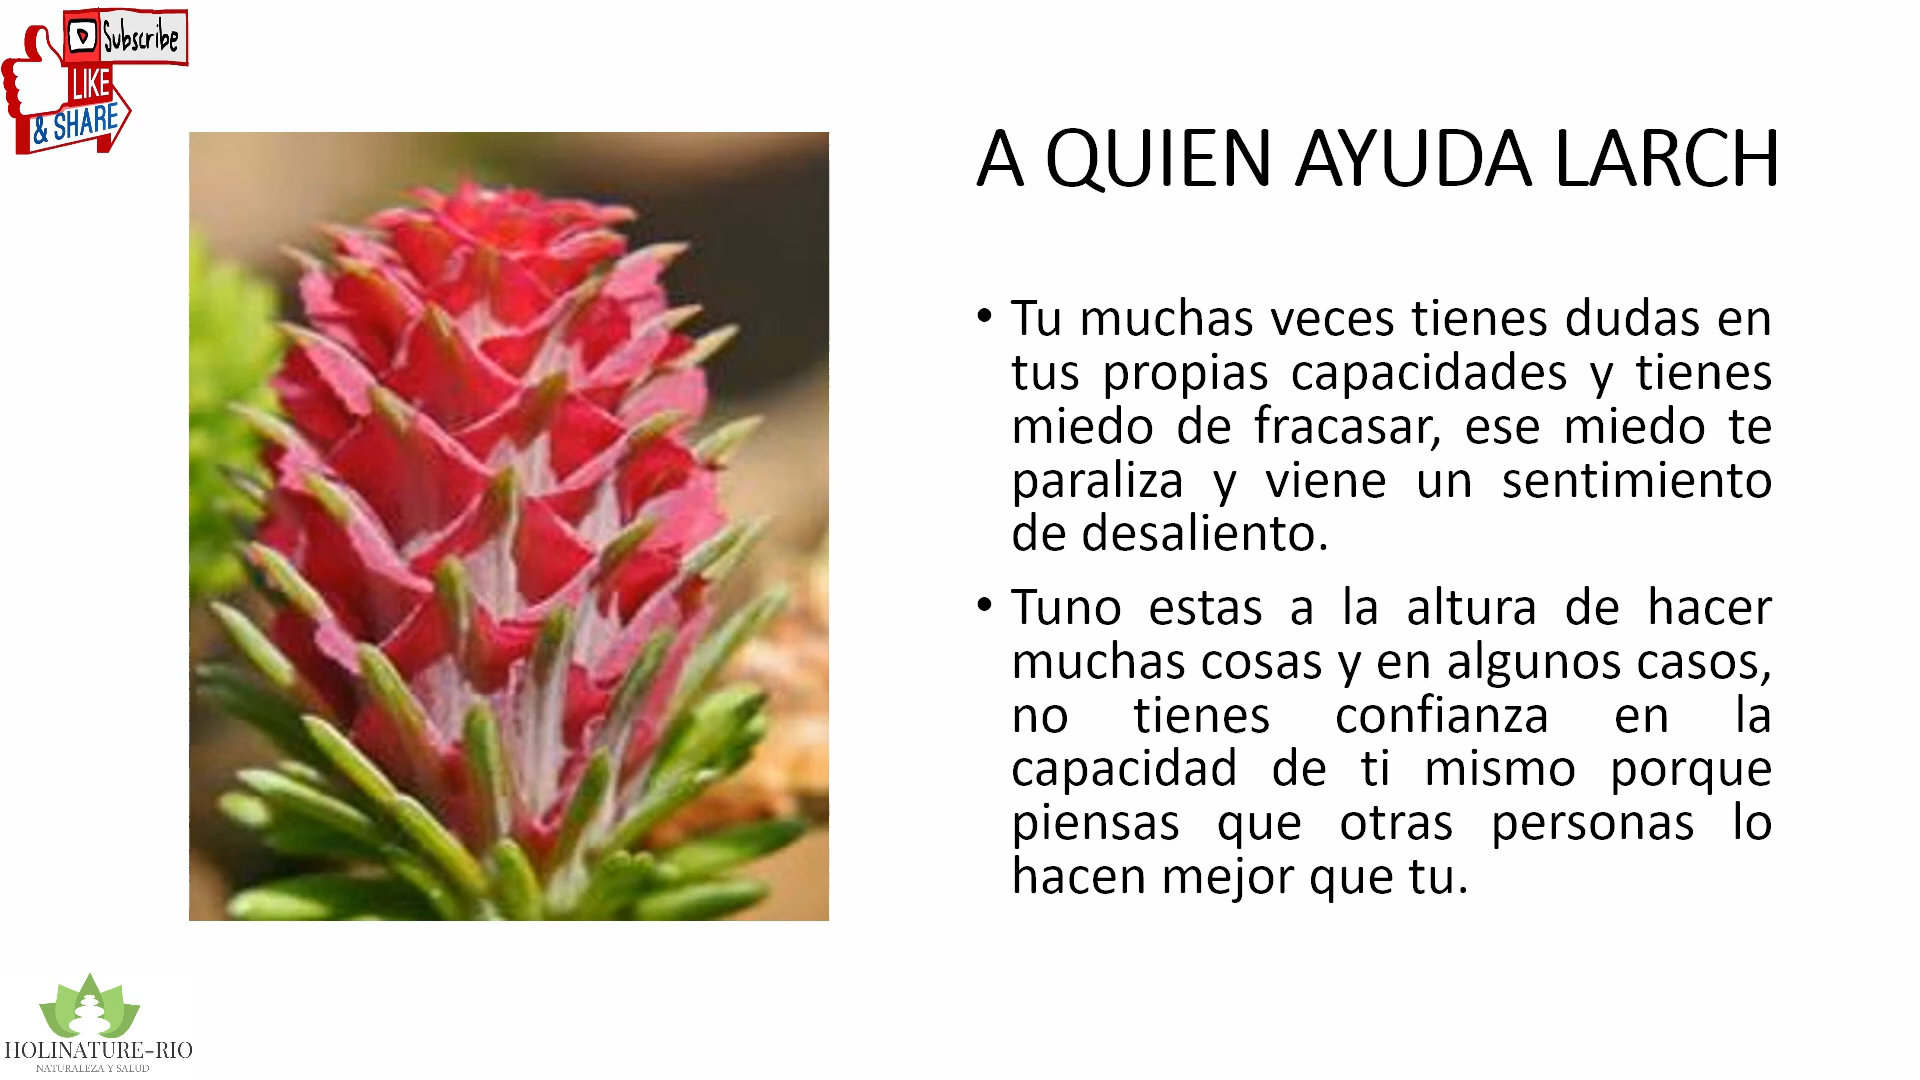 Subscribe
LIKE
& SHARE
A QUIEN AYUDA LARCH
• Tu muchas veces tienes dudas en
tus propias capacidades y tienes
miedo de fracasar, ese miedo te
paraliza y viene un sentimiento
de desaliento.
• Tuno estas a la altura de hacer
muchas cosas y en algunos casos,
no tienes confianza en la
capacidad de ti mismo porque
piensas que otras personas lo
hacen mejor que tu.
HOLINATURE-RIO
NATURALEZA Y SALUD